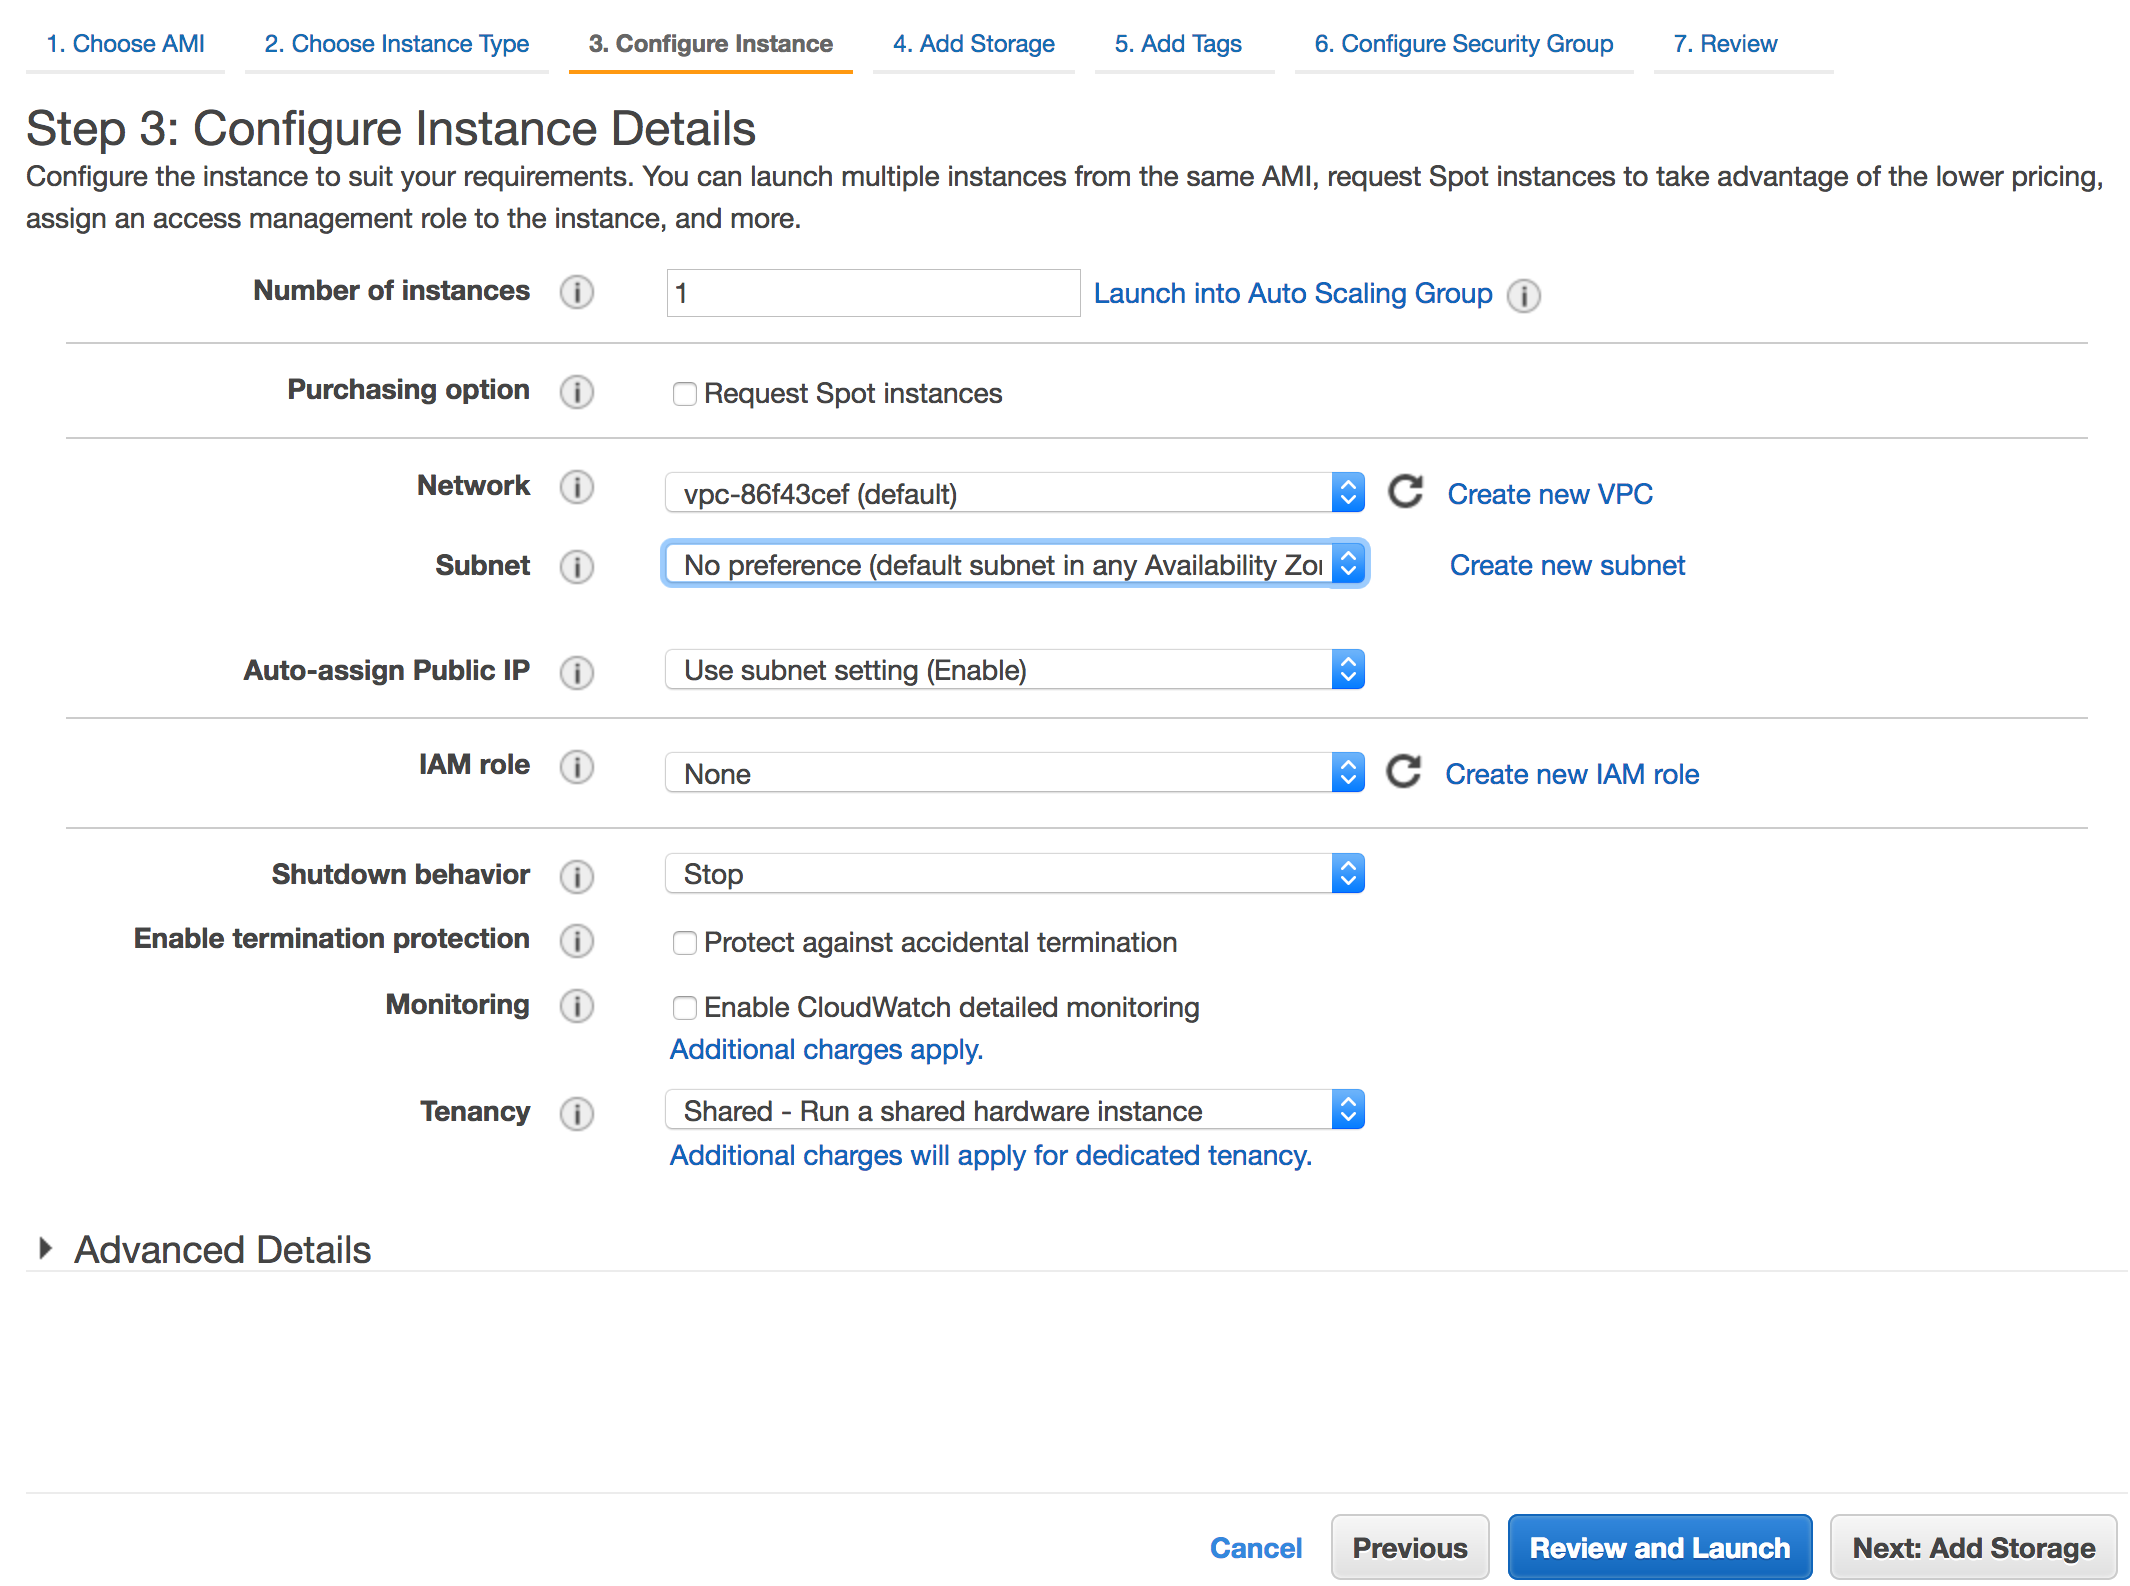 1. Choose AMI 2. Choose Instance Type 3. Configure Instance 4. Add Storage 5. Add Tags 6. Configure Security Group 7. Review
Step 3: Configure Instance Details
Configure the instance to suit your requirements. You can launch multiple instances from the same AMI, request Spot instances to take advantage of the lower pricing,
assign an access management role to the instance, and more.
Number of instances i 1 Launch into Auto Scaling Group i
Purchasing option i Request Spot instances
Network i vpc-86f43cef (default) Create new VPC
Subnet i No preference (default subnet in any Availability Zo Create new subnet
Auto-assign Public IP i Use subnet setting (Enable)
IAM role i None Create new IAM role
Shutdown behavior i Stop
Enable termination protection i Protect against accidental termination
Monitoring i Enable CloudWatch detailed monitoring
Additional charges apply.
Tenancy i Shared - Run a shared hardware instance
Additional charges will apply for dedicated tenancy.
Advanced Details
Cancel Previous Review and Launch Next: Add Storage